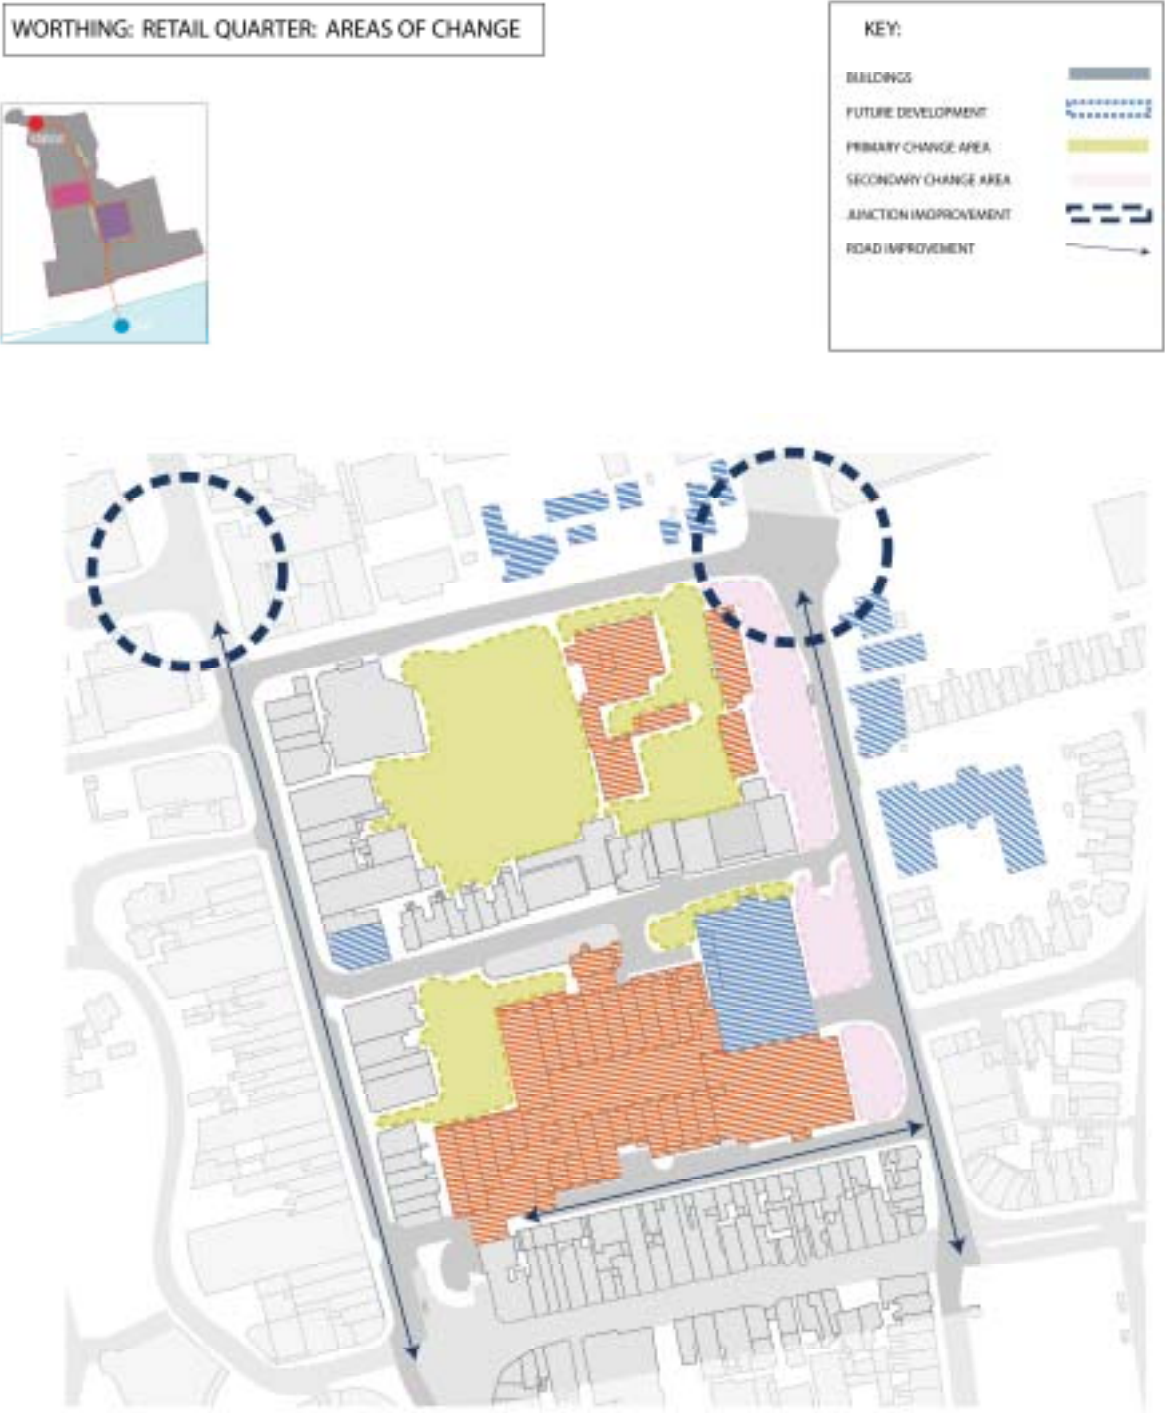 WORTHING: RETAIL QUARTER: AREAS OF CHANGE
KEY:
BUILDINGS
FUTURE DEVELOPMENT
PRIMARY CHANGE AREA
SECONDARY CHANGE AREA
JUNCTION IMOPROVEMENT
ROAD IMPROVEMENT